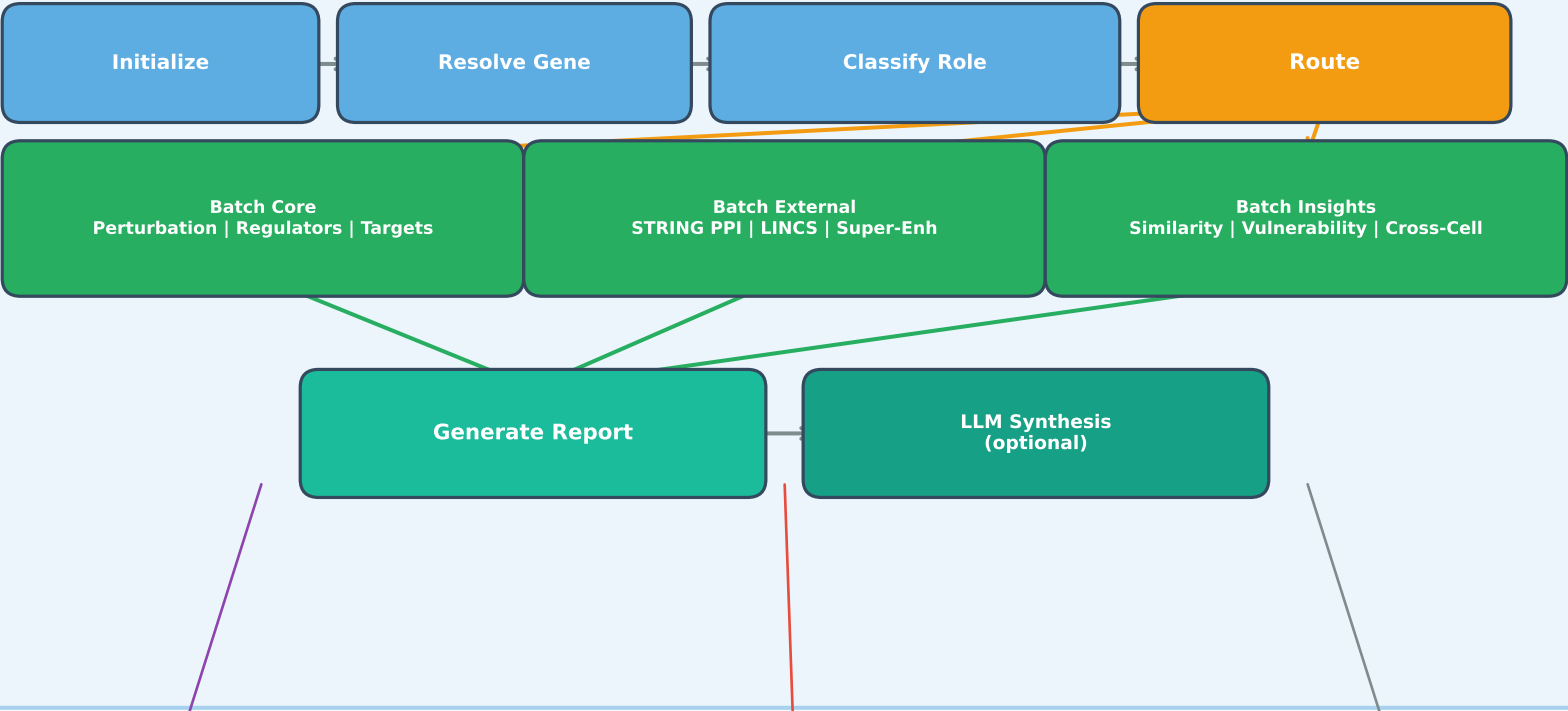 Initialize
Resolve Gene
Classify Role
Route
Batch Core
Perturbation | Regulators | Targets
Batch External
STRING PPI | LINCS | Super-Enh
Batch Insights
Similarity | Vulnerability | Cross-Cell
Generate Report
LLM Synthesis
(optional)